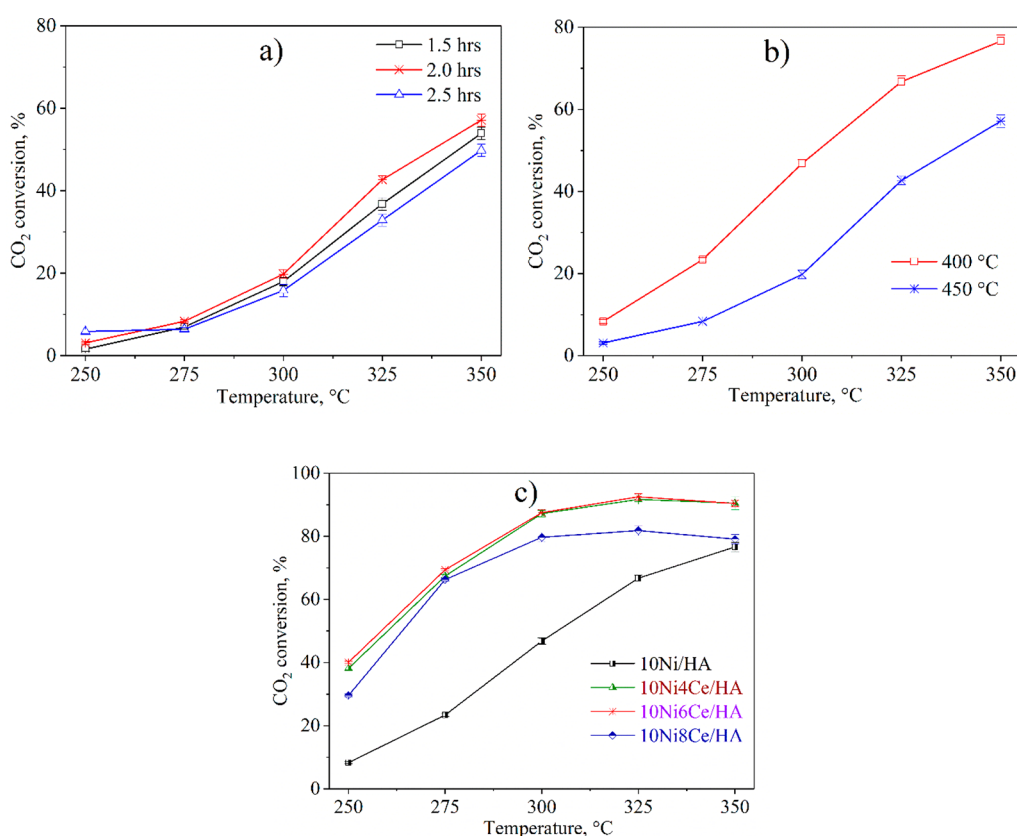 a)
1.5 hrs
2.0 hrs
2.5 hrs
CO₂ conversion, %
80
60
40
20
0
250 275 300 325 350
Temperature, °C
b)
400 °C
450 °C
CO₂ conversion, %
80
60
40
20
0
250 275 300 325 350
Temperature, °C
c)
10Ni/HA
10Ni4Ce/HA
10Ni6Ce/HA
10Ni8Ce/HA
CO₂ conversion, %
100
80
60
40
20
0
250 275 300 325 350
Temperature, °C